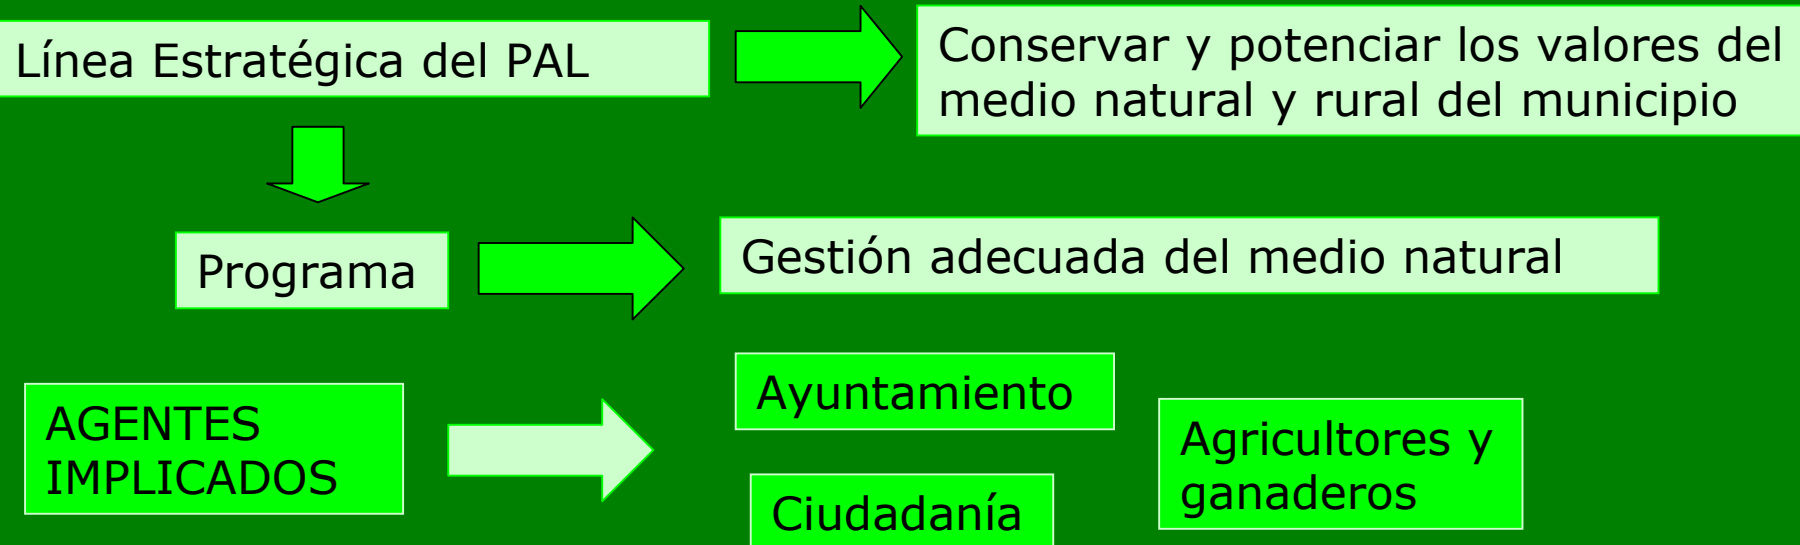 Línea Estratégica del PAL
Conservar y potenciar los valores del
medio natural y rural del municipio
Programa
Gestión adecuada del medio natural
AGENTES
IMPLICADOS
Ayuntamiento
Ciudadanía
Agricultores y
ganaderos